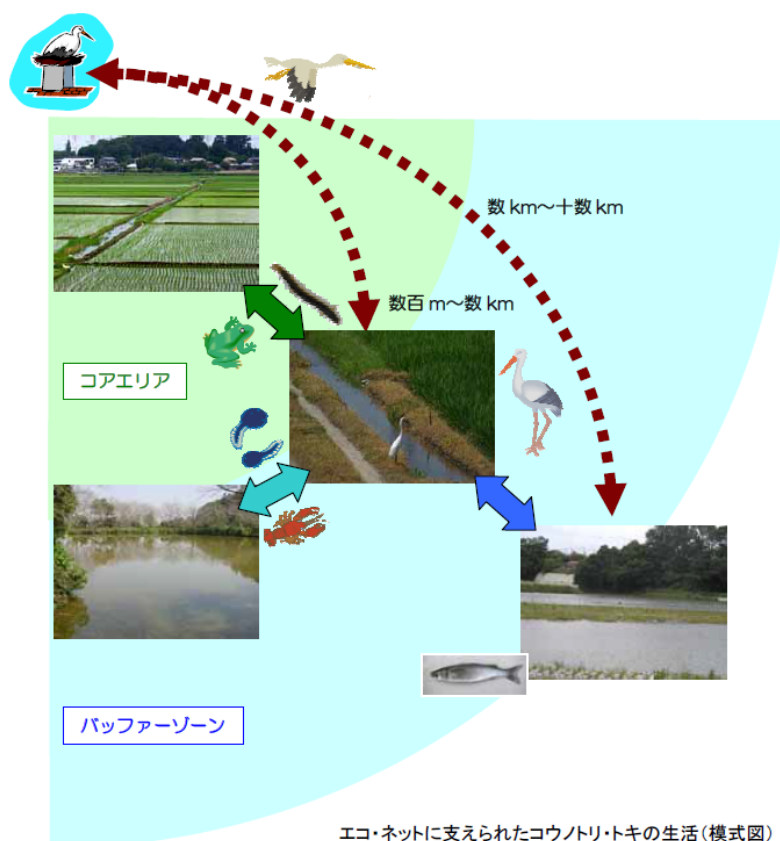 数km~十数km
数百m~数km
コアエリア
バッファーゾーン
エコ・ネットに支えられたコウノトリ・トキの生活(模式図)